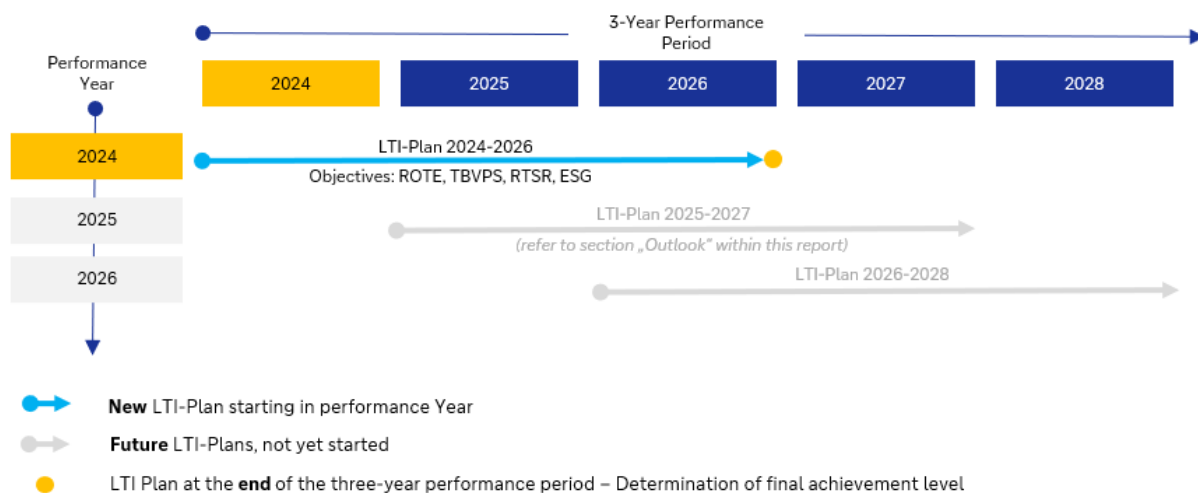 3-Year Performance
Period
Performance
Year
2024 2025 2026 2027 2028
2024
LTI-Plan 2024-2026
Objectives: ROTE, TBVPS, RTSR, ESG
2025
LTI-Plan 2025-2027
(refer to section „Outlook" within this report)
2026
LTI-Plan 2026-2028
New LTI-Plan starting in performance Year
Future LTI-Plans, not yet started
LTI Plan at the end of the three-year performance period – Determination of final achievement level